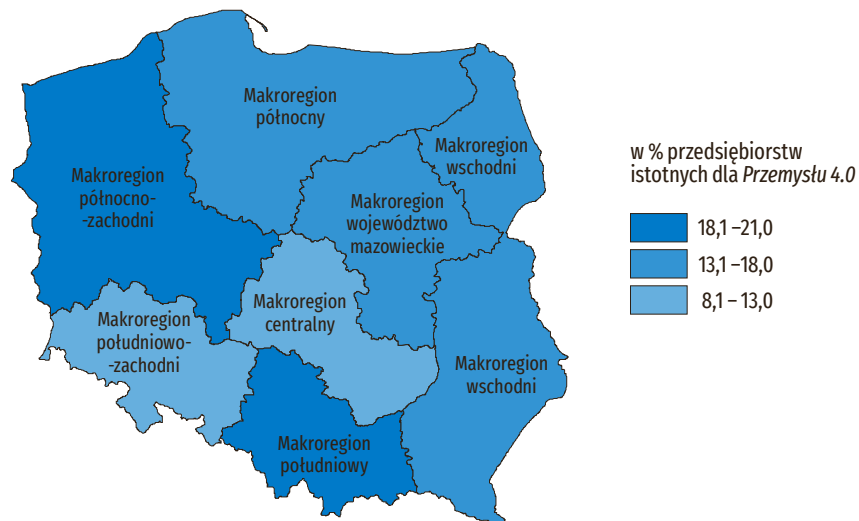 Makroregion
północny
Makroregion
wschodni
Makroregion
północno-
-zachodni
Makroregion
województwo
mazowieckie
Makroregion
centralny
Makroregion
południowo-
-zachodni
Makroregion
wschodni
Makroregion
południowy
w % przedsiębiorstw
istotnych dla Przemysłu 4.0
18,1 –21,0
13,1 –18,0
8,1 – 13,0